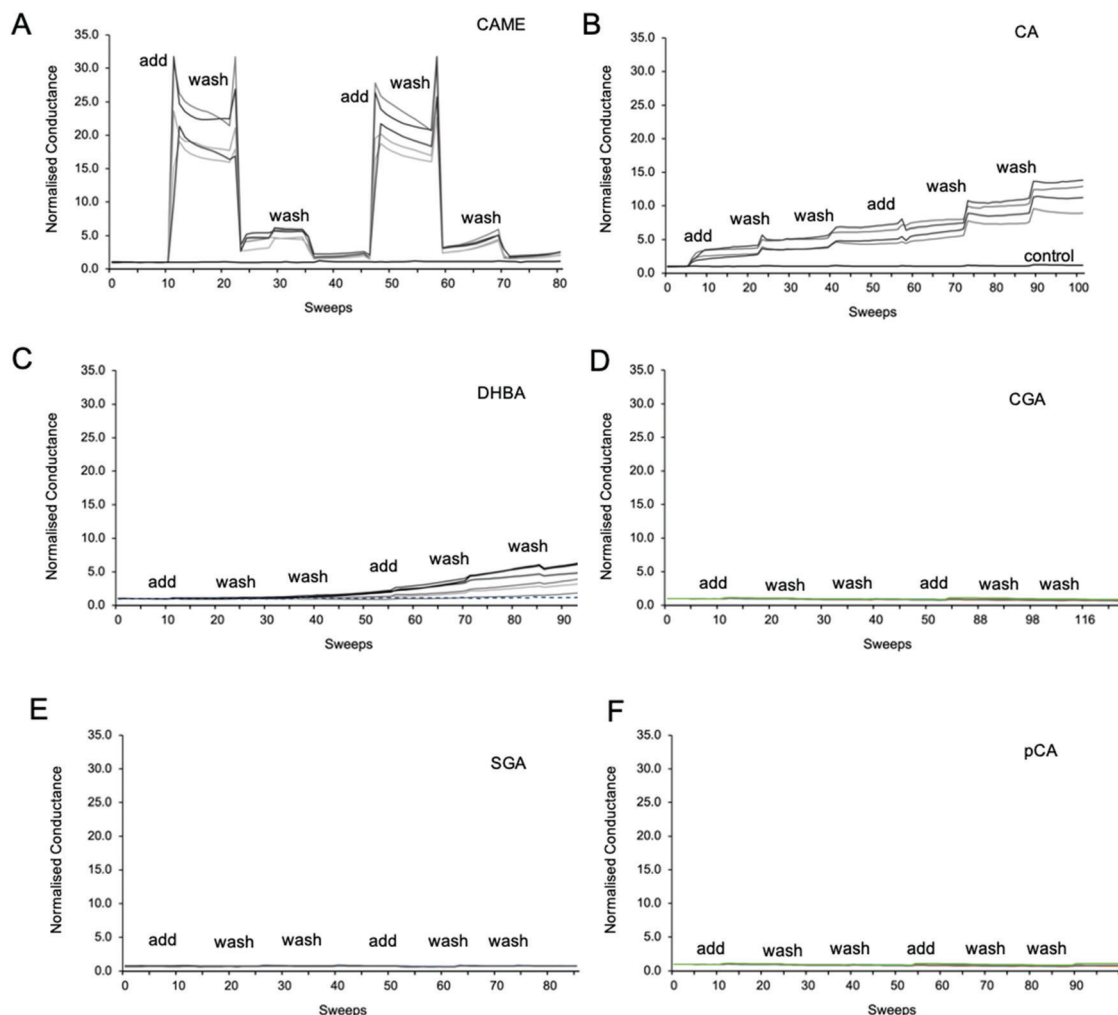 A
CAME
Normalised Conductance
35.0
30.0
25.0
20.0
15.0
10.0
5.0
0.0
add
wash
wash
add
wash
wash
0 10 20 30 40 50 60 70 80
Sweeps
B
CA
Normalised Conductance
35.0
30.0
25.0
20.0
15.0
10.0
5.0
0.0
add
wash
wash
add
wash
wash
control
0 10 20 30 40 50 60 70 80 90 100
Sweeps
C
DHBA
Normalised Conductance
35.0
30.0
25.0
20.0
15.0
10.0
5.0
0.0
add wash wash add wash wash
0 10 20 30 40 50 60 70 80 90
Sweeps
D
CGA
Normalised Conductance
35.0
30.0
25.0
20.0
15.0
10.0
5.0
0.0
add wash wash add wash wash
0 10 20 30 40 50 88 98 116
Sweeps
E
SGA
Normalised Conductance
35.0
30.0
25.0
20.0
15.0
10.0
5.0
0.0
add wash wash add wash wash
0 10 20 30 40 50 60 70 80
Sweeps
F
pCA
Normalised Conductance
35.0
30.0
25.0
20.0
15.0
10.0
5.0
0.0
add wash wash add wash wash
0 10 20 30 40 50 60 70 80 90
Sweeps